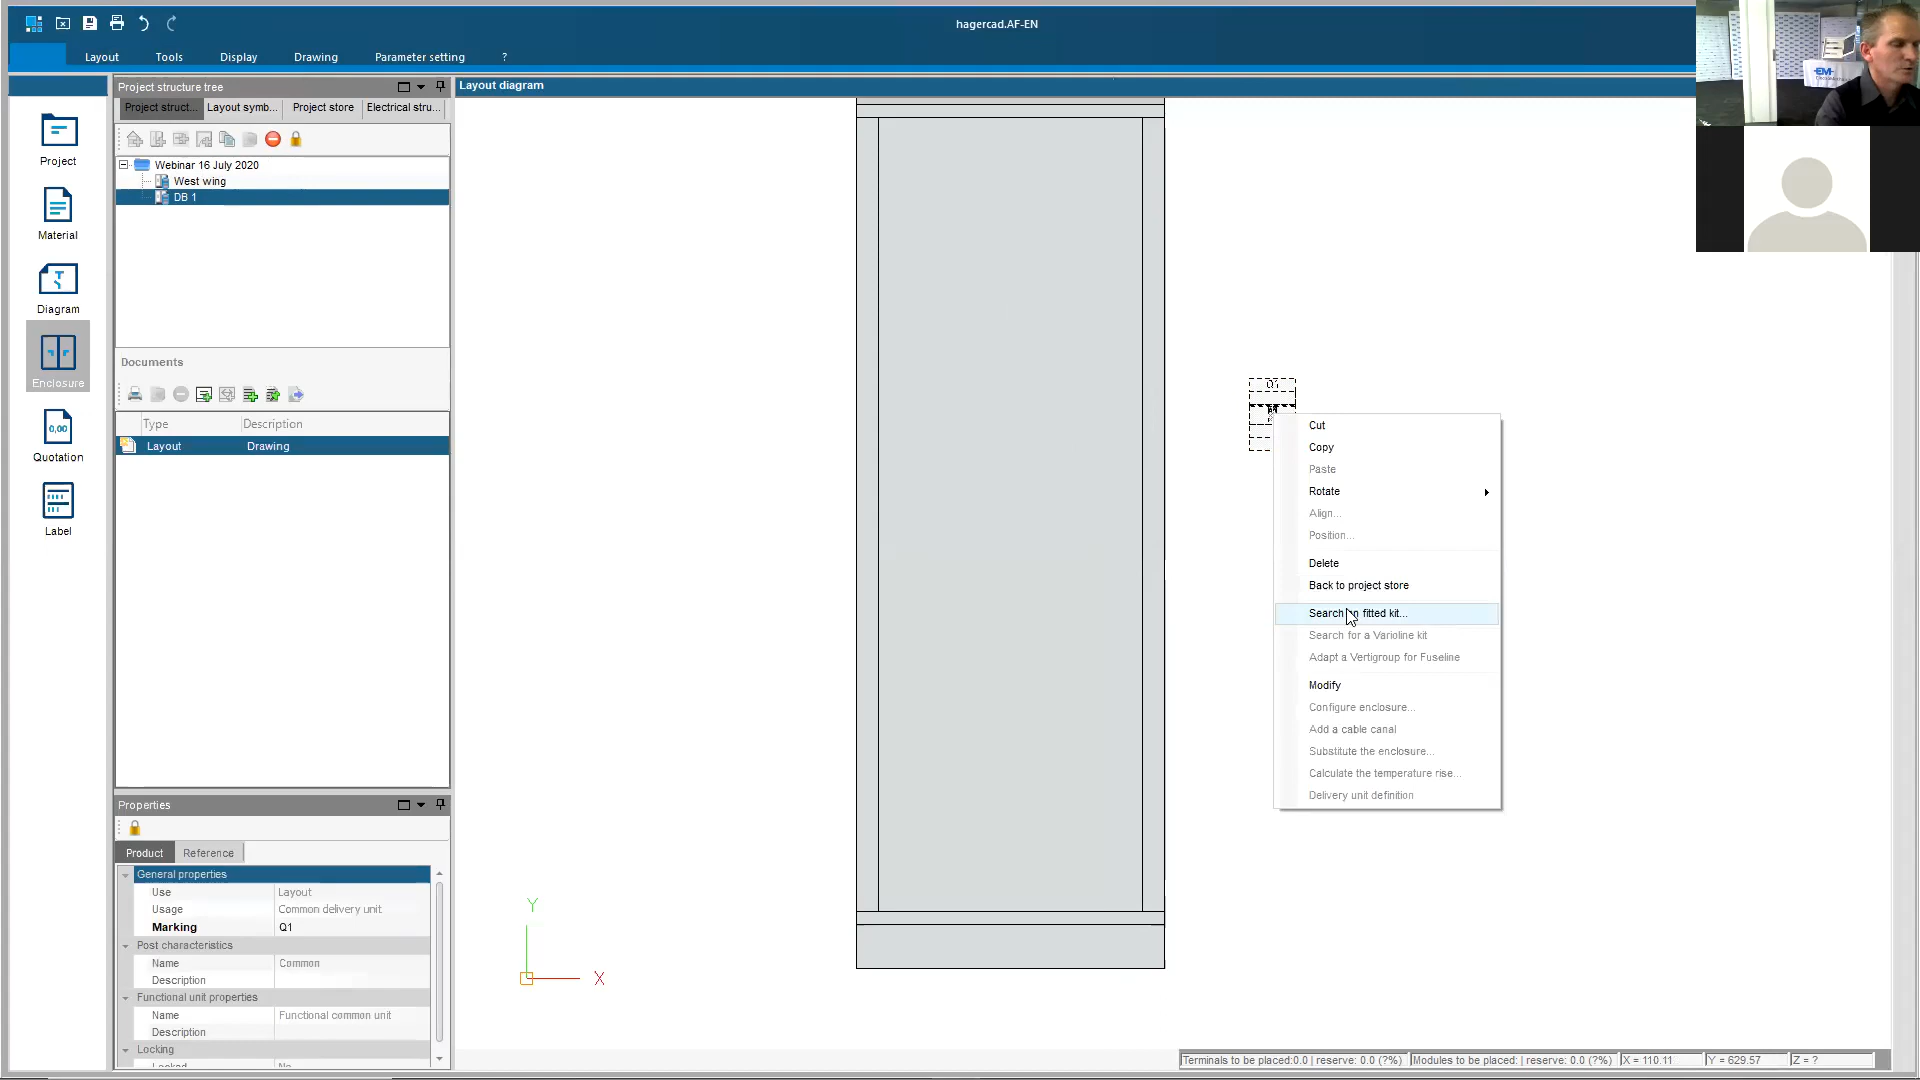 hagercad.AF-EN
Layout
Tools
Display
Drawing
Parameter setting
?
Project structure tree
Layout diagram
Project struct...
Layout symb...
Project store
Electrical stru...
Webinar 16 July 2020
West wing
DB 1
Project
Material
Diagram
Enclosure
Quotation
Label
Documents
Type
Description
Layout
Drawing
Properties
Product
Reference
General properties
Use
Layout
Usage
Common delivery unit
Marking
Q1
Post characteristics
Name
Common
Description
Functional unit properties
Name
Functional common unit
Description
Locking
Locked
No
Cut
Copy
Paste
Rotate
Align...
Position...
Delete
Back to project store
Search fitted kit...
Search for a Varioline kit
Adapt a Vertigroup for Fuseline
Modify
Configure enclosure...
Add a cable canal
Substitute the enclosure...
Calculate the temperature rise...
Delivery unit definition
Y
X
0,00
EM
Terminals to be placed:0.0 | reserve: 0.0 (?%)
Modules to be placed: | reserve: 0.0 (?%)
X = 110.11
Y = 629.57
Z = ?